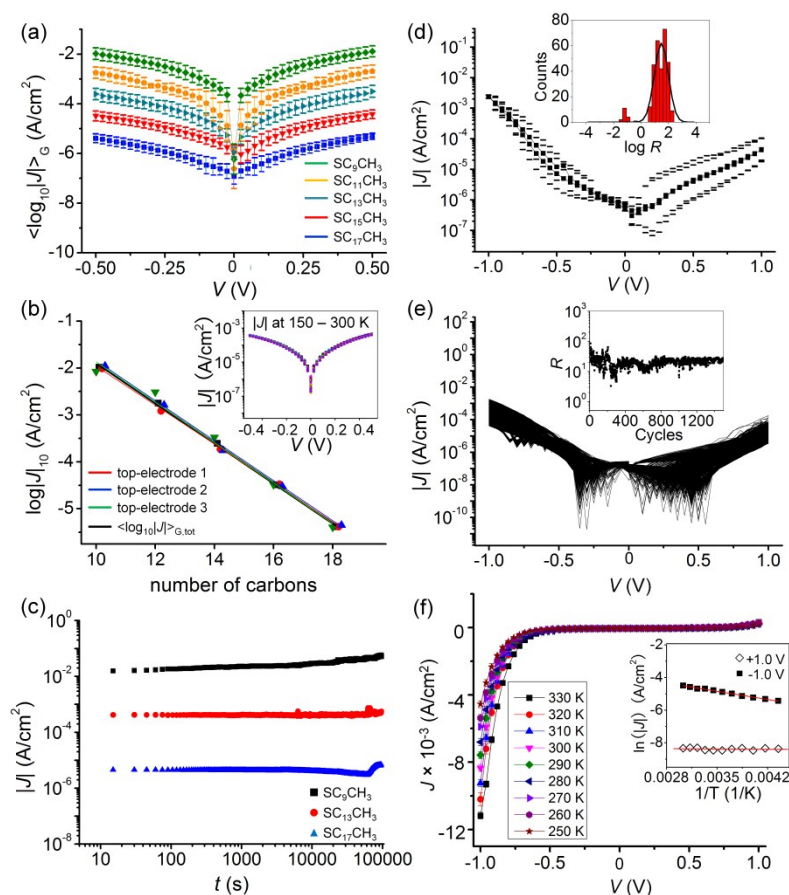 (a)
-2
-4
-6
-8
-10
<log₁₀|J|>_G (A/cm²)
SC₉CH₃
SC₁₁CH₃
SC₁₃CH₃
SC₁₅CH₃
SC₁₇CH₃
-0.50 -0.25 0 0.25 0.50
V (V)
(d)
10⁻¹
10⁻²
10⁻³
10⁻⁴
10⁻⁵
10⁻⁶
10⁻⁷
|J| (A/cm²)
80
60
40
20
0
Counts
-4 -2 0 2 4
log R
-1.0 -0.5 0 0.5 1.0
V (V)
(b)
-1
-2
-3
-4
-5
log|J|₁₀ (A/cm²)
|J| at 150 – 300 K
10⁻³
10⁻⁵
10⁻⁷
|J| (A/cm²)
-0.4 -0.2 0 0.2 0.4
V (V)
top-electrode 1
top-electrode 2
top-electrode 3
<log₁₀|J|>_G,tot
10 12 14 16 18
number of carbons
(e)
10²
10⁰
10⁻²
10⁻⁴
10⁻⁶
10⁻⁸
10⁻¹⁰
|J| (A/cm²)
10³
10²
10¹
10⁰
R
0 400 800 1200
Cycles
-1.0 -0.5 0 0.5 1.0
V (V)
(c)
10⁰
10⁻²
10⁻⁴
10⁻⁶
10⁻⁸
|J| (A/cm²)
SC₉CH₃
SC₁₃CH₃
SC₁₇CH₃
10 100 1000 10000 100000
t (s)
(f)
0
-4
-8
-12
J × 10⁻³ (A/cm²)
330 K
320 K
310 K
300 K
290 K
280 K
270 K
260 K
250 K
+1.0 V
-1.0 V
-2
-4
-6
-8
ln(|J|) (A/cm²)
0.0028 0.0035 0.0042
1/T (1/K)
-1.0 -0.5 0 0.5 1.0
V (V)